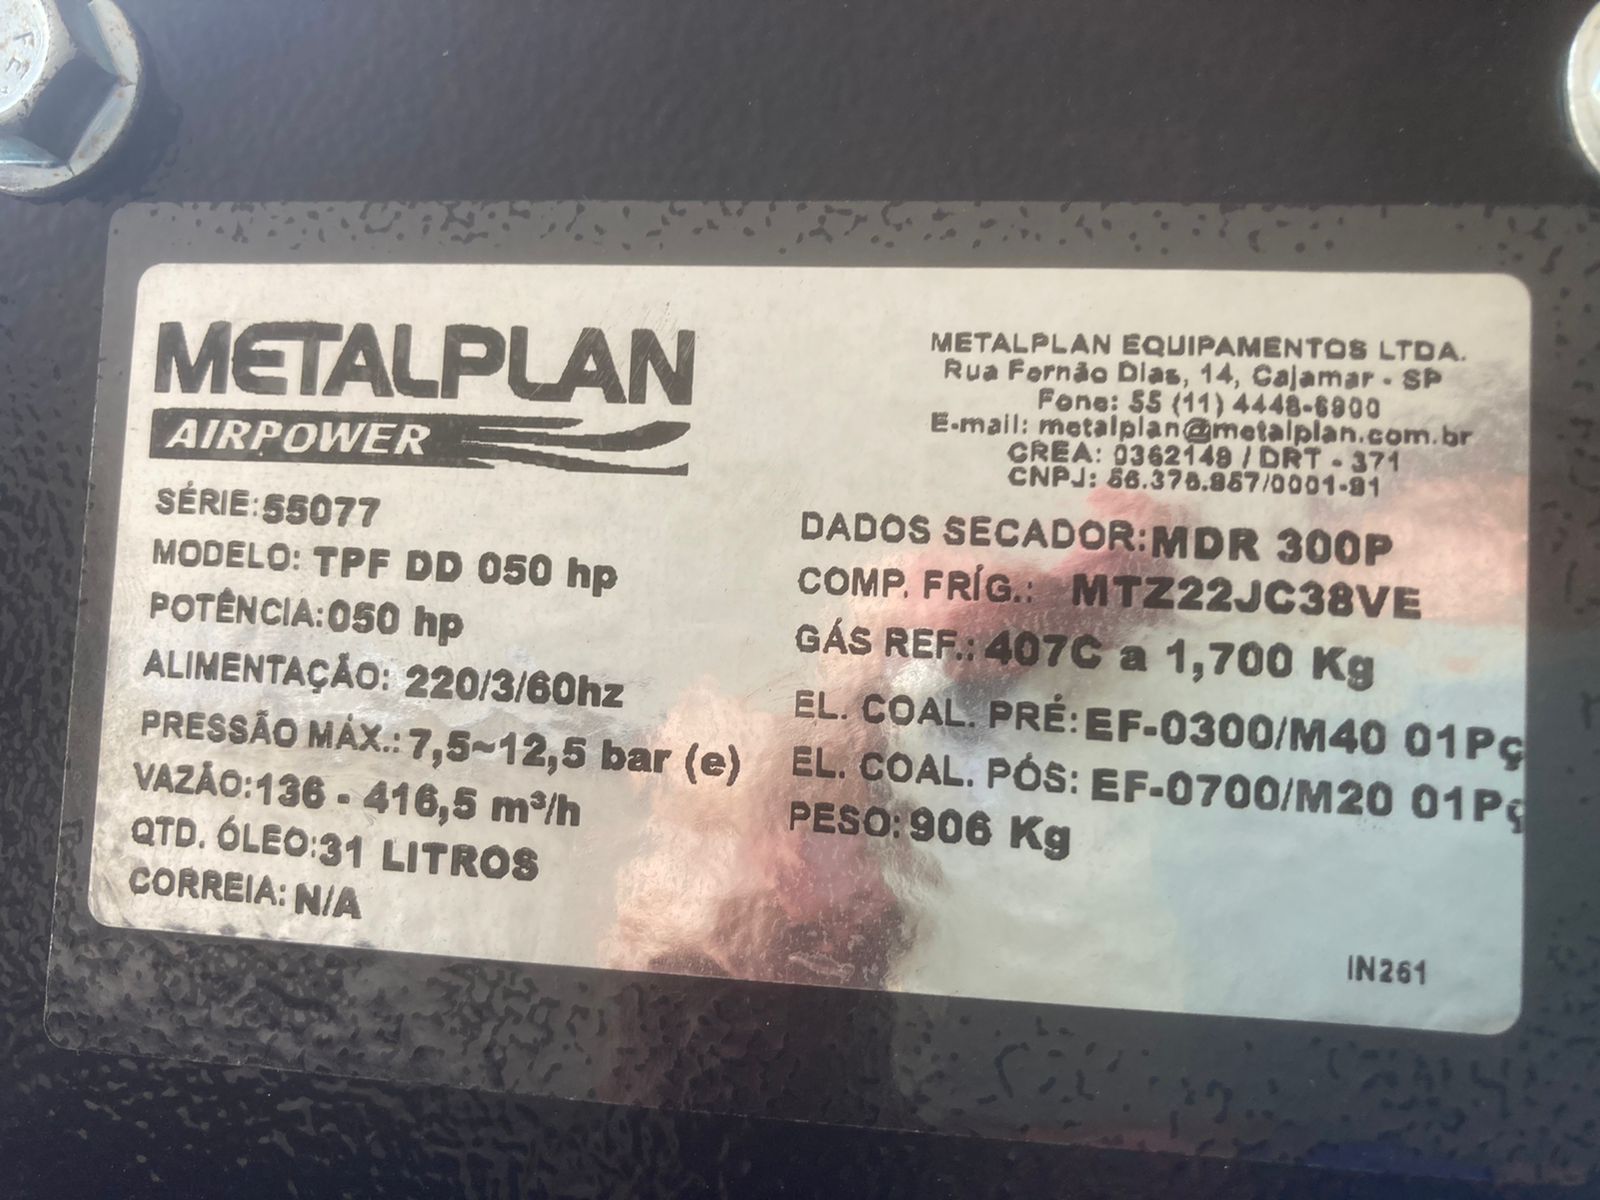 METALPLAN
AIRPOWER
METALPLAN EQUIPAMENTOS LTDA.
Rua Fernão Dias, 14, Cajamar - SP
Fone: 55 (11) 4448-6900
E-mail: metalplan@metalplan.com.br
CREA: 0362149 / DRT - 371
CNPJ: /0001-91
SÉRIE:55077
MODELO: TPF DD 050 hp
POTÊNCIA:050 hp
ALIMENTAÇÃO: 220/3/60hz
PRESSÃO MÁX.:7,5~12,5 bar (e)
VAZÃO:136 - 416,5 m³/h
QTD. ÓLEO:31 LITROS
CORREIA: N/A
DADOS SECADOR:MDR 300P
COMP. FRÍG.: MTZ22JC38VE
GÁS REF.: 407C a 1,700 Kg
EL. COAL. PRÉ:EF-0300/M40 01Pç
EL. COAL. PÓS: EF-0700/M20 01Pç
PESO:906 Kg
IN261